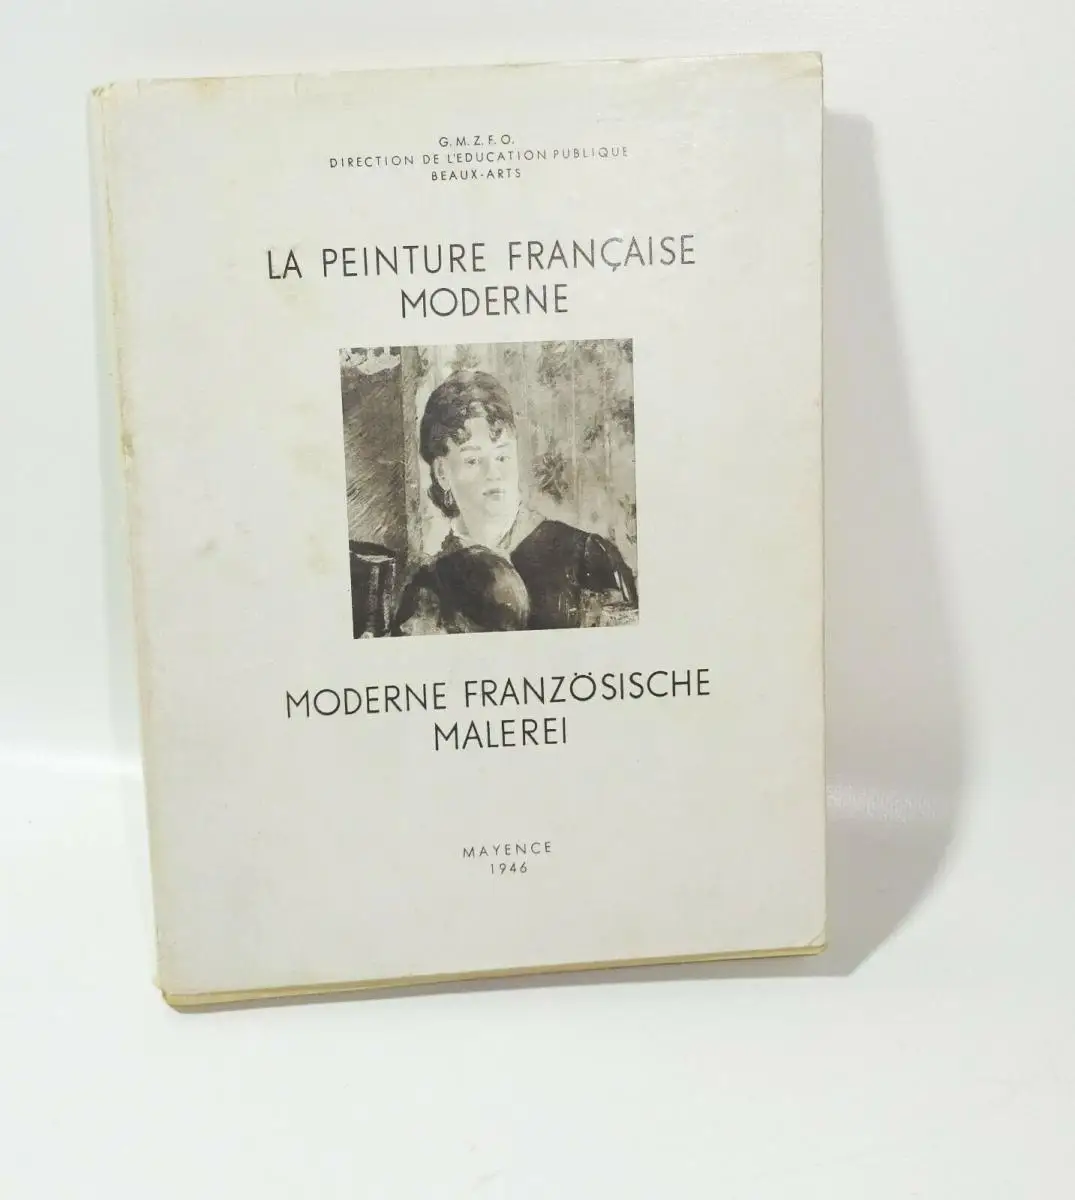 G. M. Z. F. O.
DIRECTION DE L'EDUCATION PUBLIQUE
BEAUX-ARTS
LA PEINTURE FRANÇAISE
MODERNE
MODERNE FRANZÖSISCHE
MALEREI
MAYENCE
1946